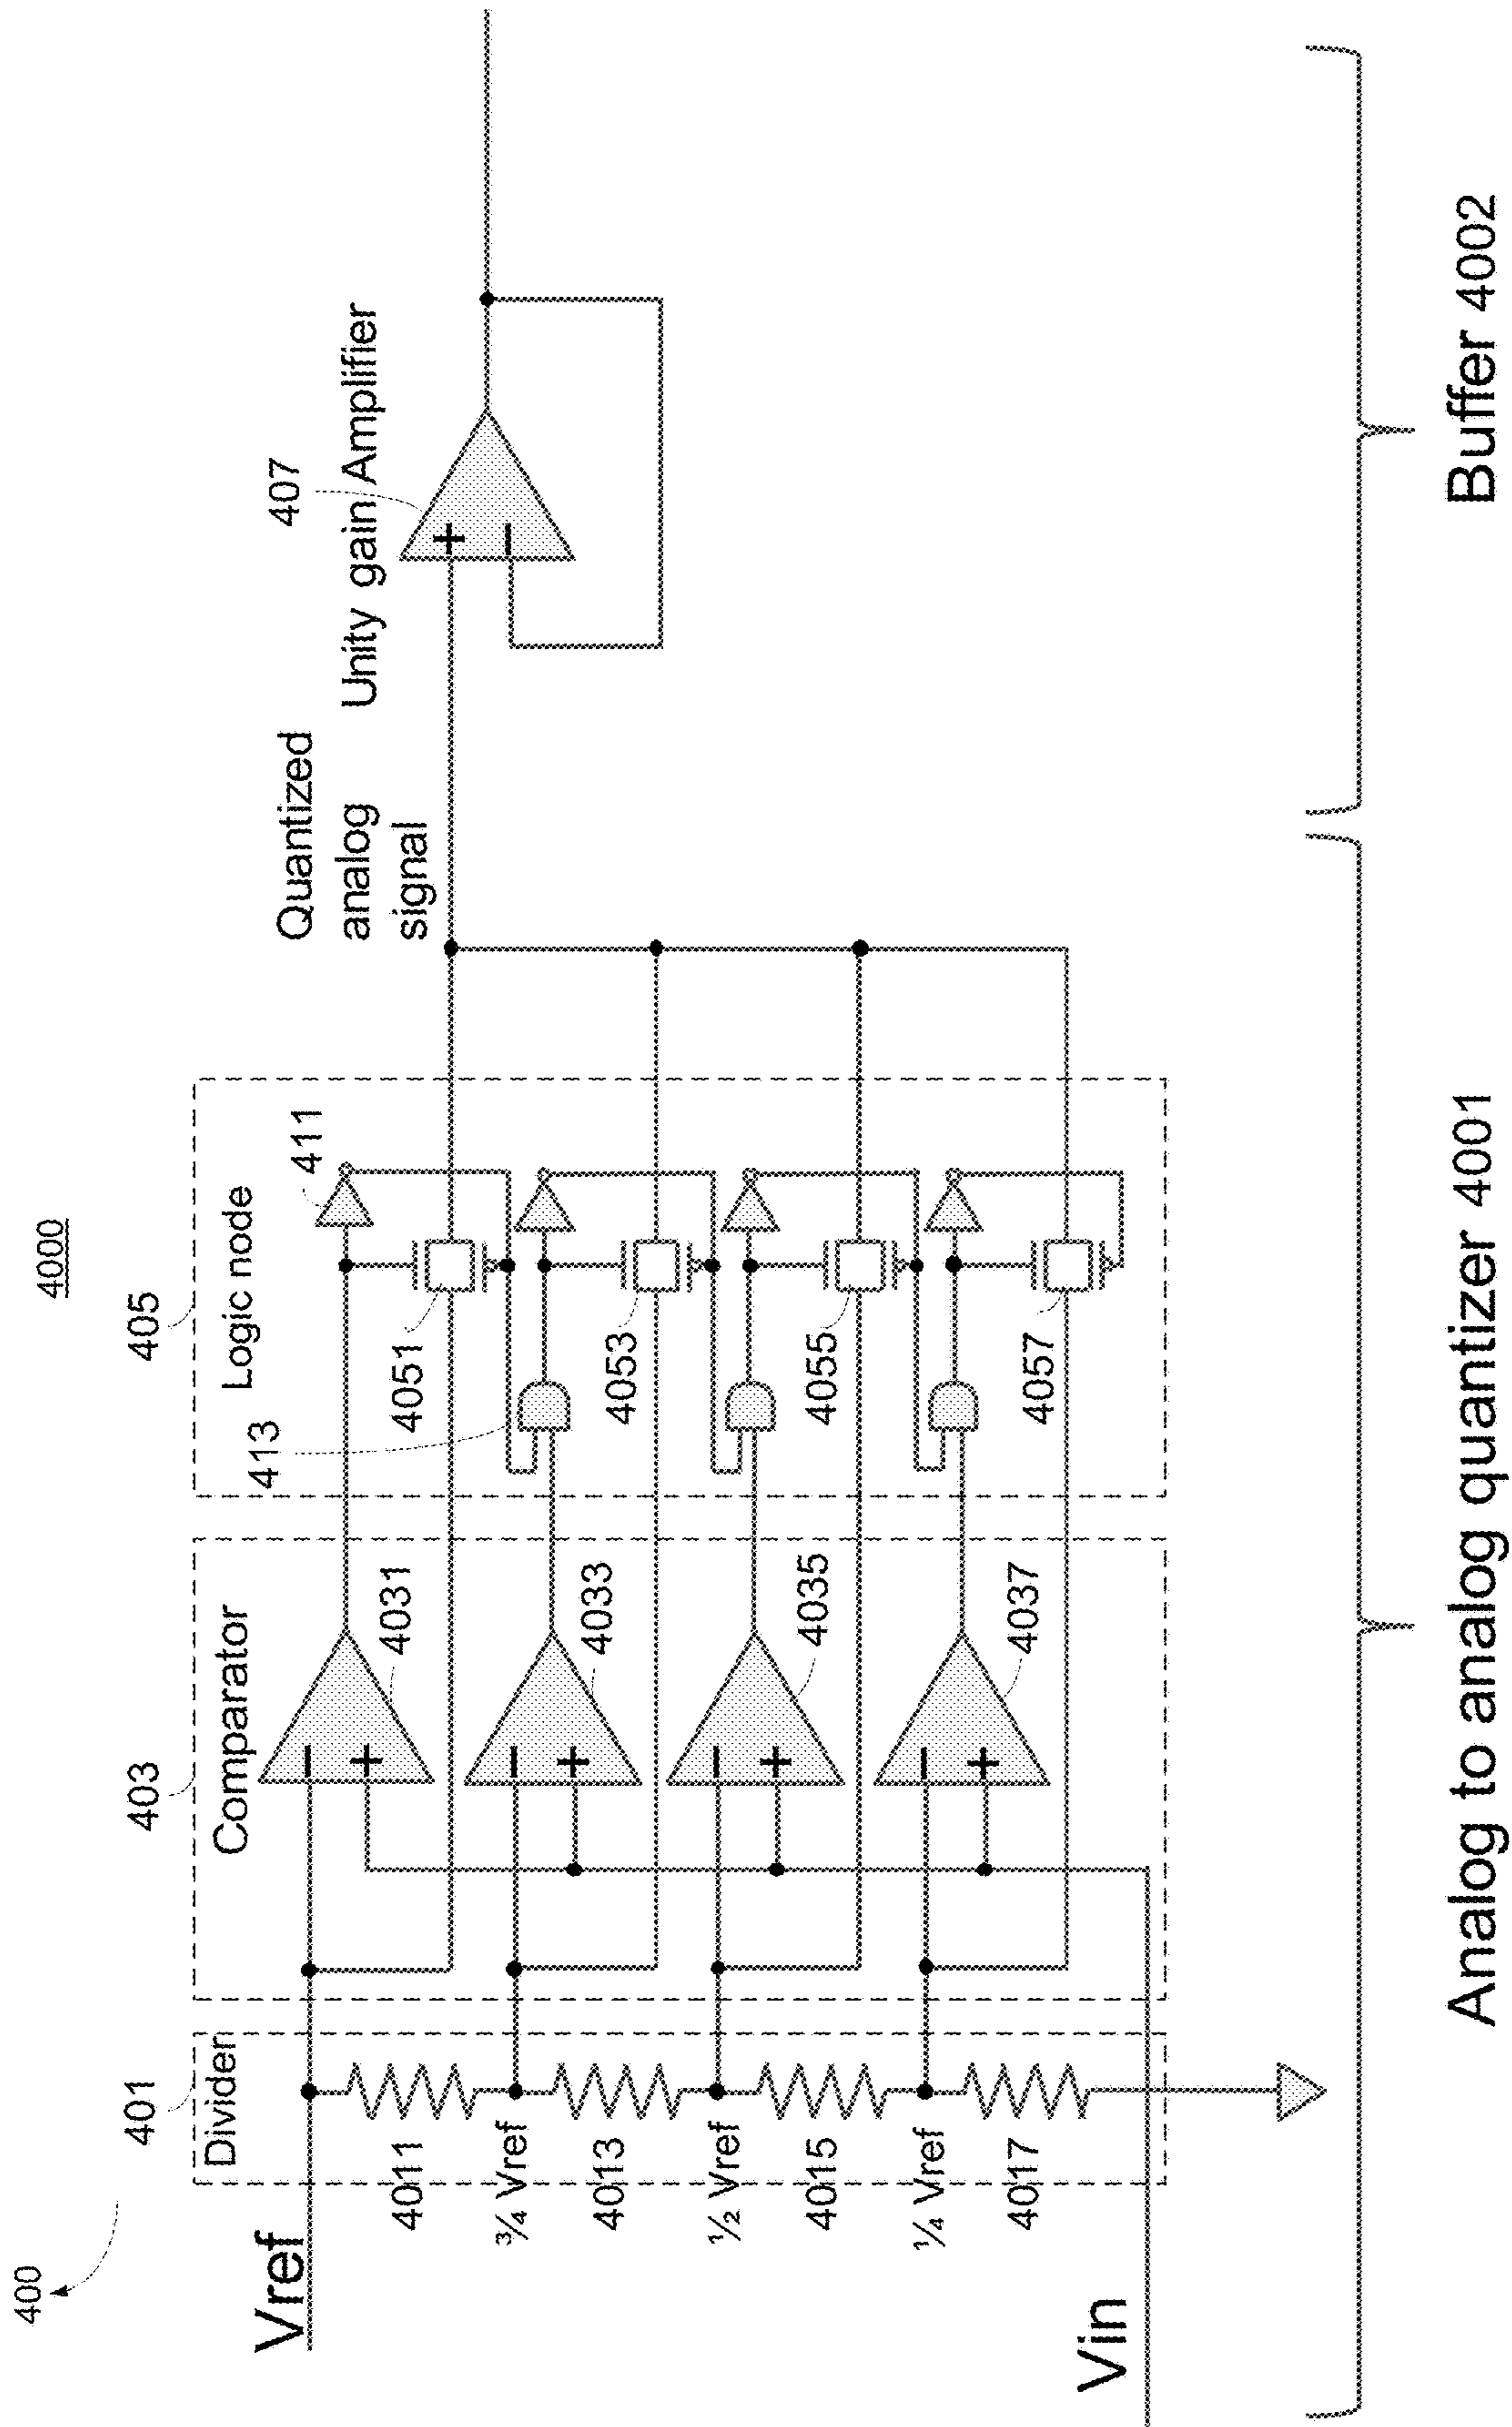 4000
400
401
Divider
403
Comparator
405
Logic node
Vref
4011
¾ Vref
4013
½ Vref
4015
¼ Vref
4017
Vin
4031
4033
4035
4037
413
411
4051
4053
4055
4057
Quantized
analog
signal
407
Unity gain Amplifier
Analog to analog quantizer 4001
Buffer 4002